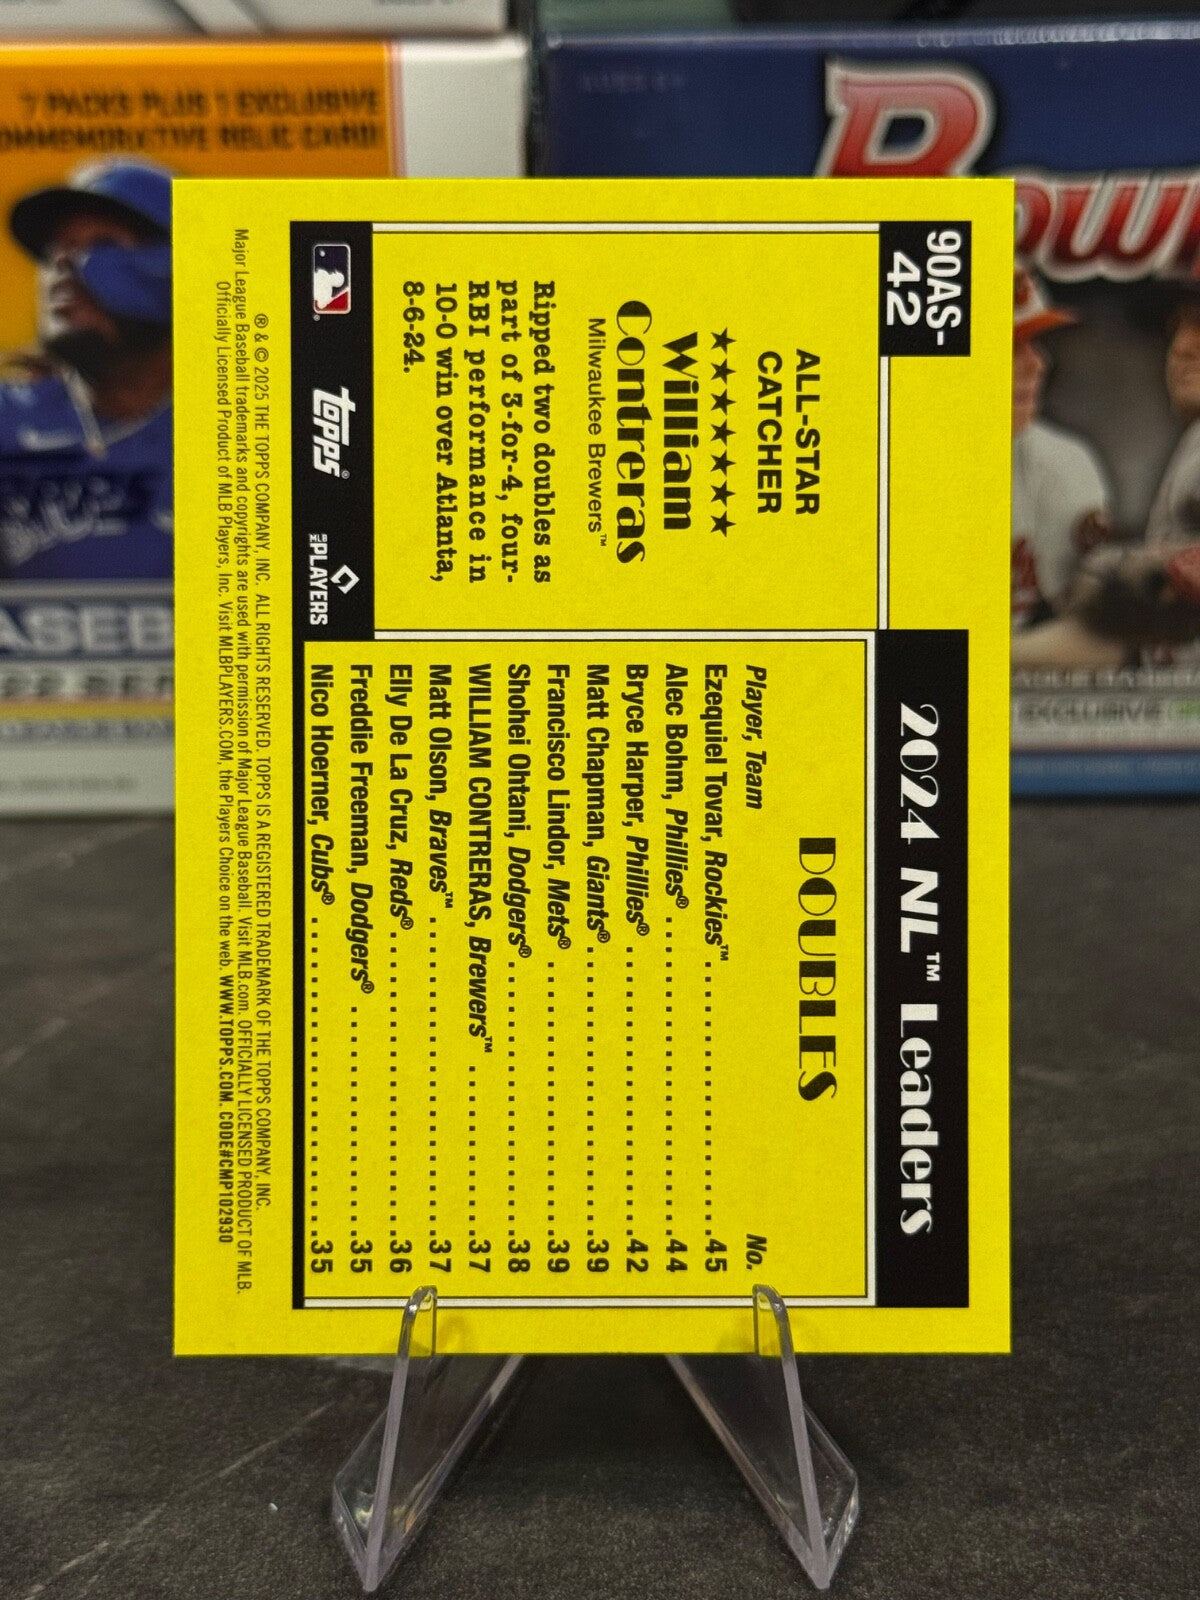 7 PACKS PLUS 1 EXCLUSIVE
COMMEMORATIVE RELIC CARD!
Bowm
90AS-
42
ALL-STAR
CATCHER
★★★★★★★
William
Contreras
Milwaukee Brewers™
Ripped two doubles as
part of 3-for-4, four-
RBI performance in
10-0 win over Atlanta,
8-6-24.
topps®
MLB PLAYERS
2024 NL™ Leaders
DOUBLES
Player, Team No.
Ezequiel Tovar, Rockies™ 45
Alec Bohm, Phillies® 44
Bryce Harper, Phillies® 42
Matt Chapman, Giants® 39
Francisco Lindor, Mets® 39
Shohei Ohtani, Dodgers® 38
WILLIAM CONTRERAS, Brewers™ 37
Matt Olson, Braves™ 37
Elly De La Cruz, Reds® 36
Freddie Freeman, Dodgers® 35
Nico Hoerner, Cubs® 35
® & © 2025 THE TOPPS COMPANY, INC. ALL RIGHTS RESERVED. TOPPS IS A REGISTERED TRADEMARK OF THE TOPPS COMPANY, INC.
Major League Baseball trademarks and copyrights are used with permission of Major League Baseball. Visit MLB.com. OFFICIALLY LICENSED PRODUCT OF MLB.
Officially Licensed Product of MLB Players, Inc. Visit MLBPLAYERS.COM, the Players Choice on the web. WWW.TOPPS.COM. CODE#CMP102930